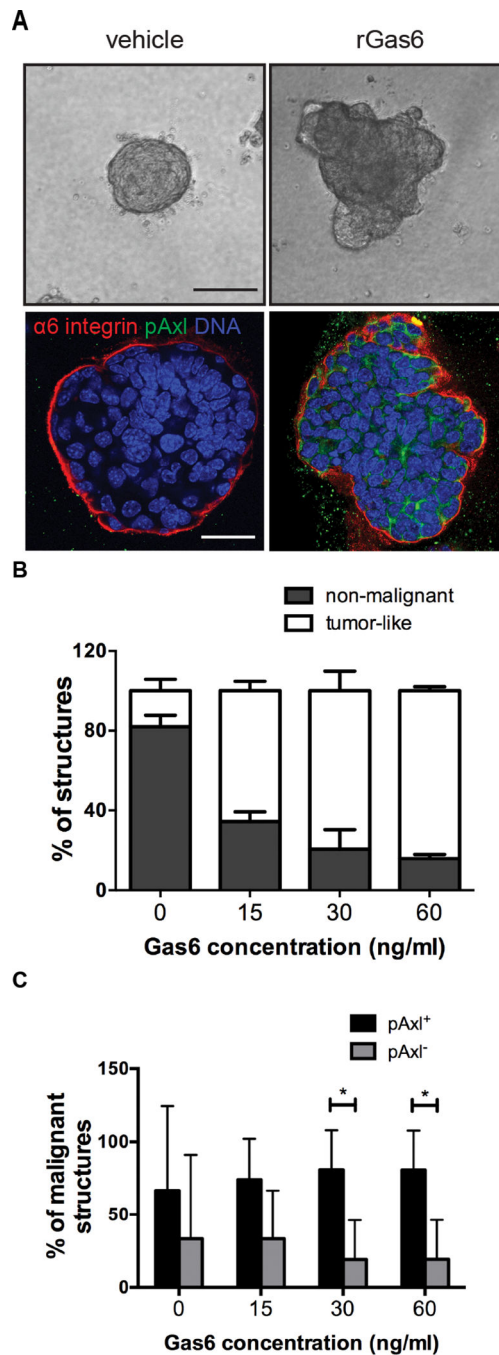 A
vehicle rGas6
α6 integrin pAxl DNA
B
non-malignant
tumor-like
120
80
40
0
% of structures
0 15 30 60
Gas6 concentration (ng/ml)
C
pAxl+
pAxl-
150
100
50
0
% of malignant
structures
* *
0 15 30 60
Gas6 concentration (ng/ml)